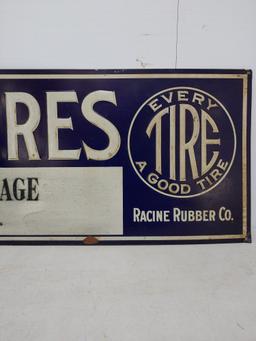 RES
AGE
EVERY
TIRE
A GOOD TIRE
RACINE RUBBER CO.